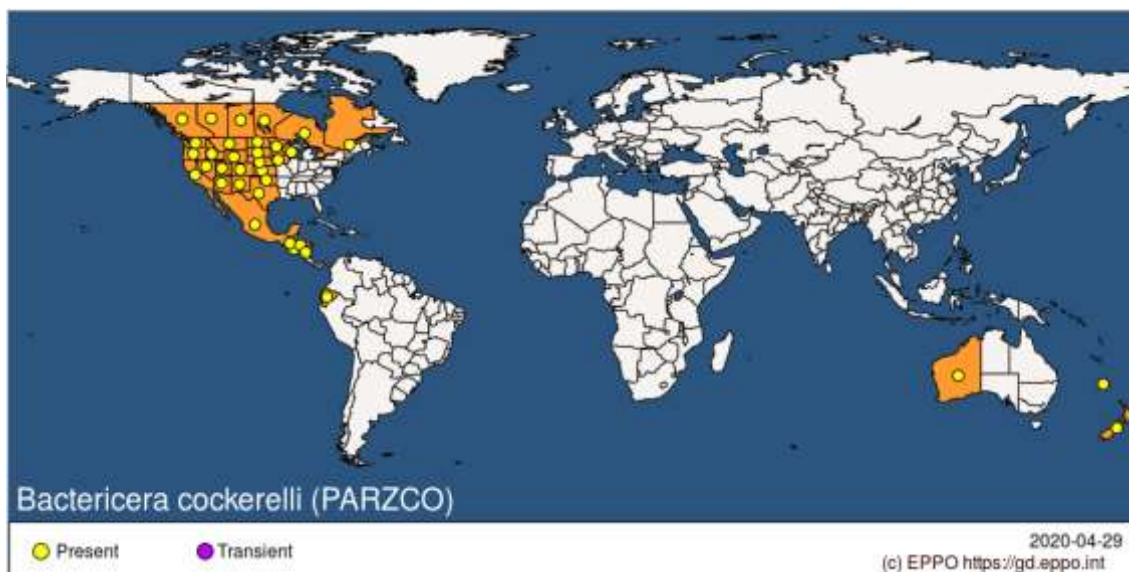 Bactericera cockerelli (PARZCO)
Present
Transient
2020-04-29
(c) EPPO https://gd.eppo.int